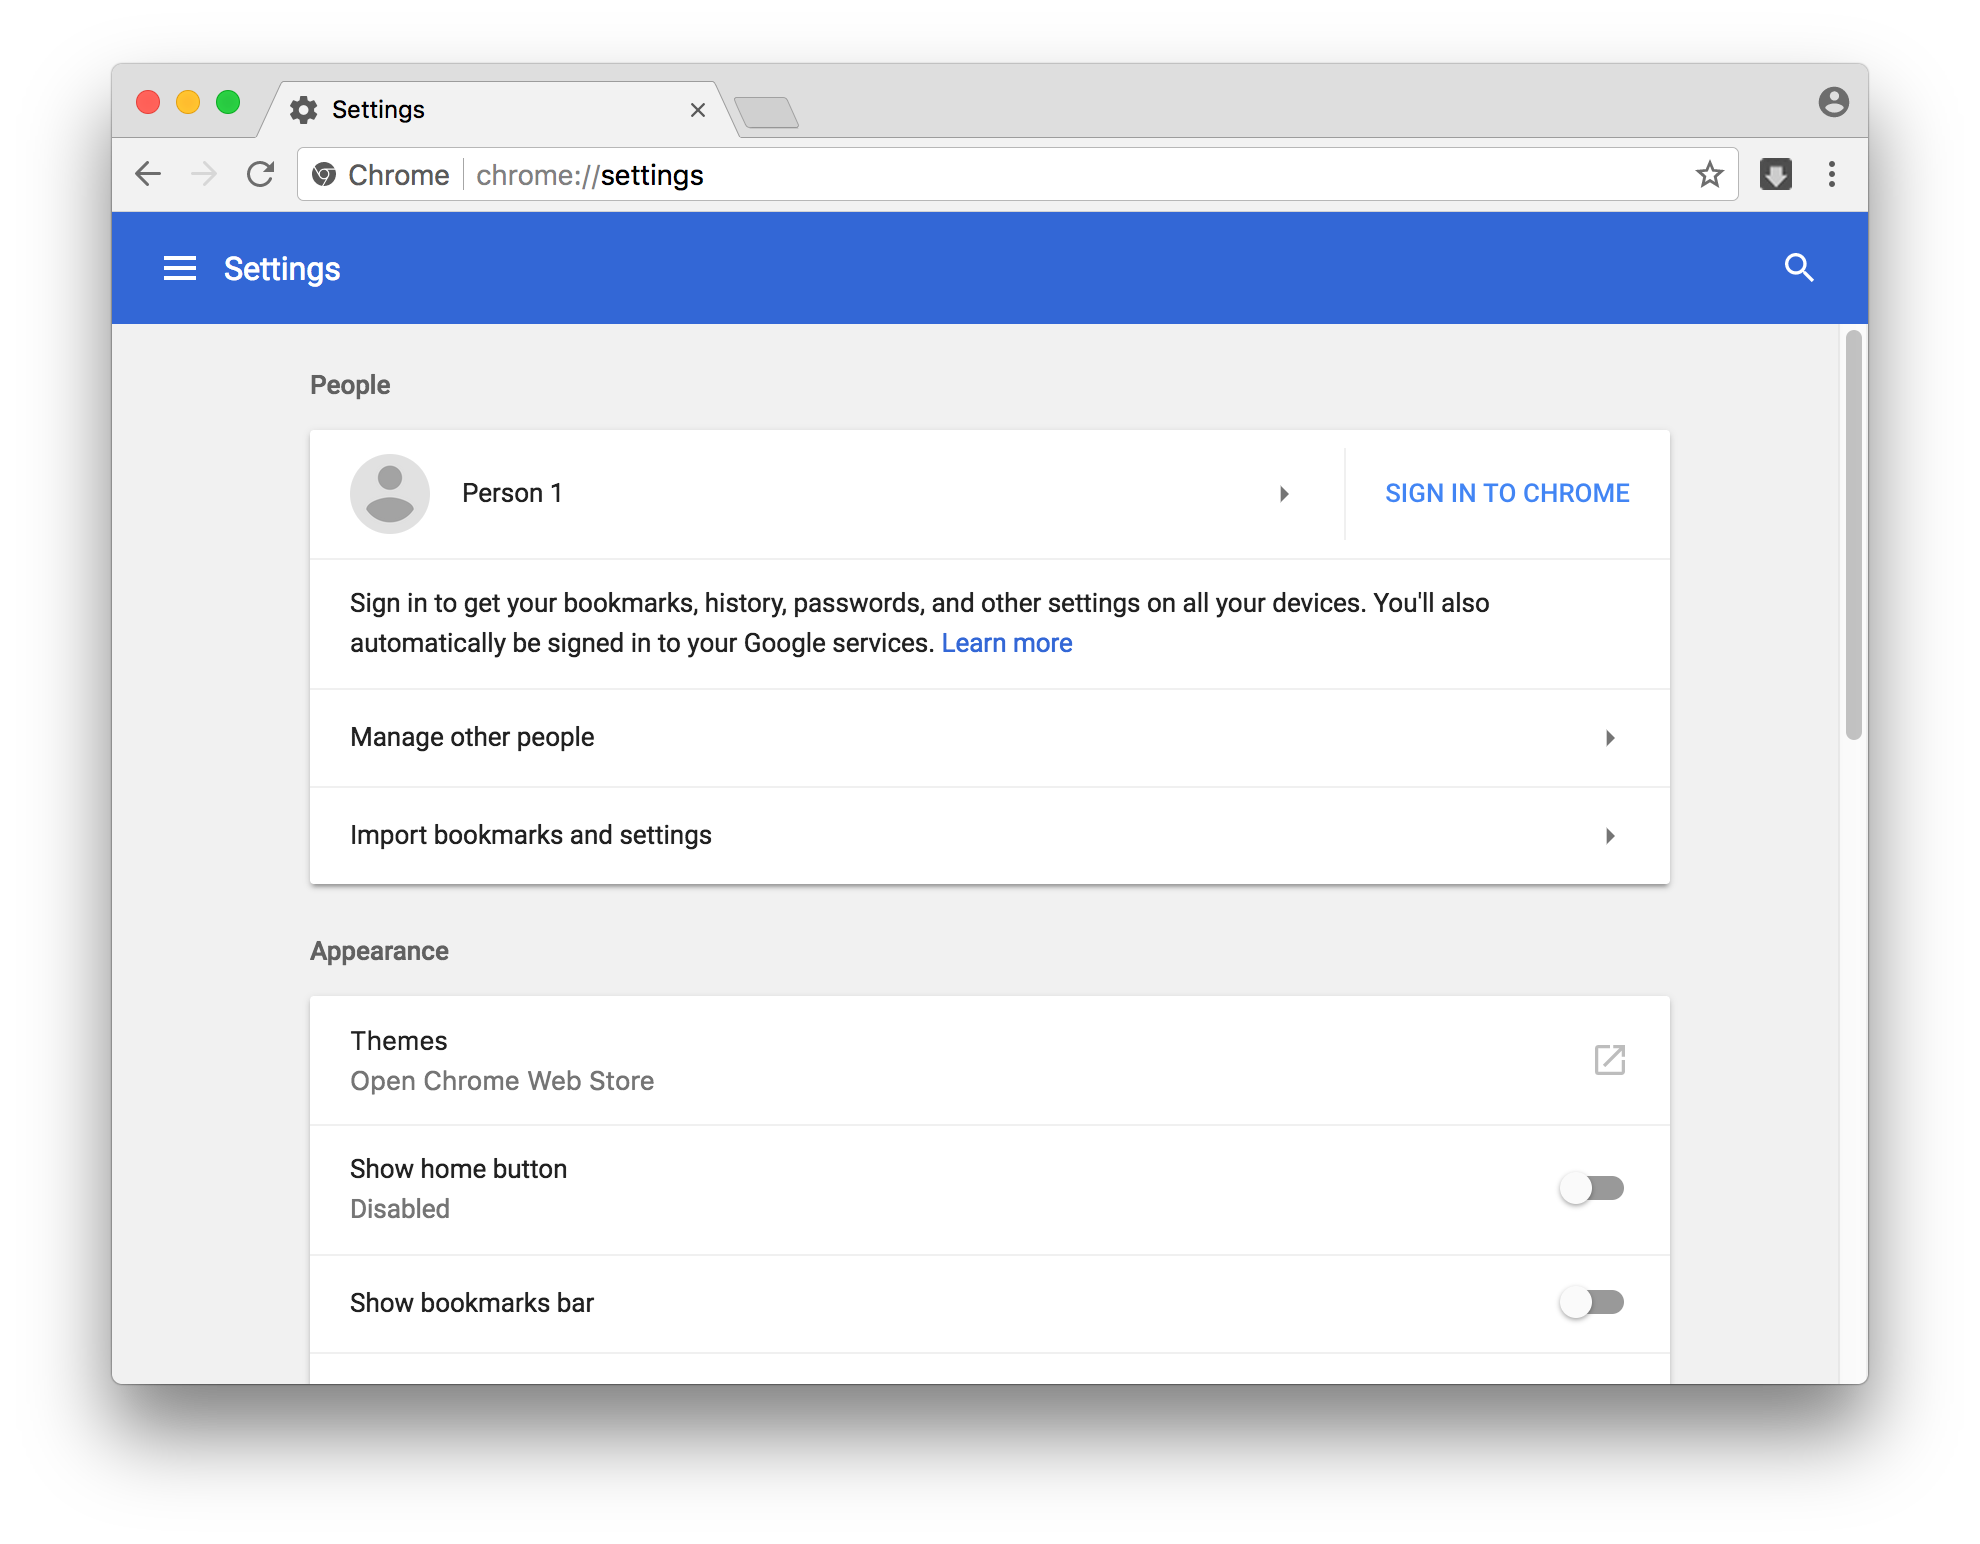 Settings
Chrome chrome://settings
Settings
People
Person 1
SIGN IN TO CHROME
Sign in to get your bookmarks, history, passwords, and other settings on all your devices. You'll also
automatically be signed in to your Google services. Learn more
Manage other people
Import bookmarks and settings
Appearance
Themes
Open Chrome Web Store
Show home button
Disabled
Show bookmarks bar